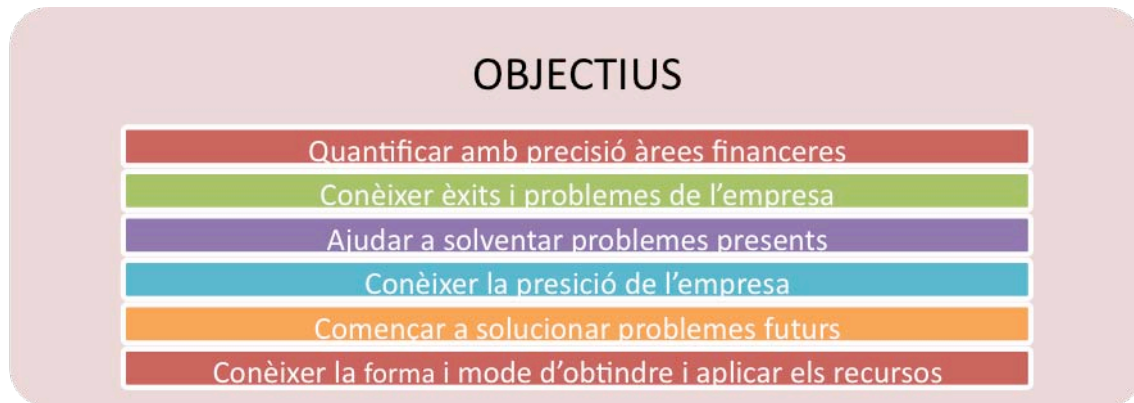 OBJECTIUS
Quantificar amb precisió àrees financeres
Conèixer èxits i problemes de l'empresa
Ajudar a solventar problemes presents
Conèixer la presició de l'empresa
Començar a solucionar problemes futurs
Conèixer la forma i mode d'obtindre i aplicar els recursos